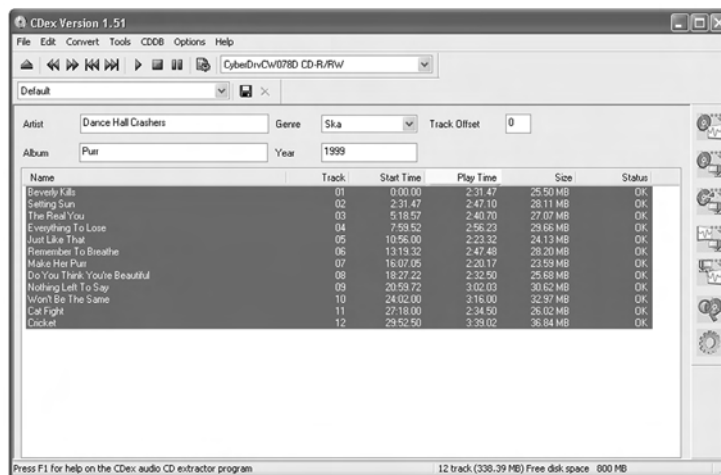 CDex Version 1.51
File Edit Convert Tools CDDB Options Help
CyberDrvCW078D CD-R/RW
Default
Artist Dance Hall Crashers Genre Ska Track Offset 0
Album Purr Year 1999
Name Track Start Time Play Time Size Status
Beverly Kills 01 0:00.00 2:31.47 25.50 MB OK
Setting Sun 02 2:31.47 2:47.10 28.11 MB OK
The Real You 03 5:18.57 2:40.70 27.07 MB OK
Everything To Lose 04 7:59.52 2:56.23 29.66 MB OK
Just Like That 05 10:56.00 2:23.32 24.13 MB OK
Remember To Breathe 06 13:19.32 2:47.48 28.20 MB OK
Make Her Purr 07 16:07.05 2:20.17 23.59 MB OK
Do You Think You're Beautiful 08 18:27.22 2:32.50 25.68 MB OK
Nothing Left To Say 09 20:59.72 3:02.03 30.62 MB OK
Won't Be The Same 10 24:02.00 3:16.00 32.97 MB OK
Cat Fight 11 27:18.00 2:34.50 26.02 MB OK
Cricket 12 29:52.50 3:39.02 36.84 MB OK
Press F1 for help on the CDex audio CD extractor program 12 track (338.39 MB) Free disk space 800 MB